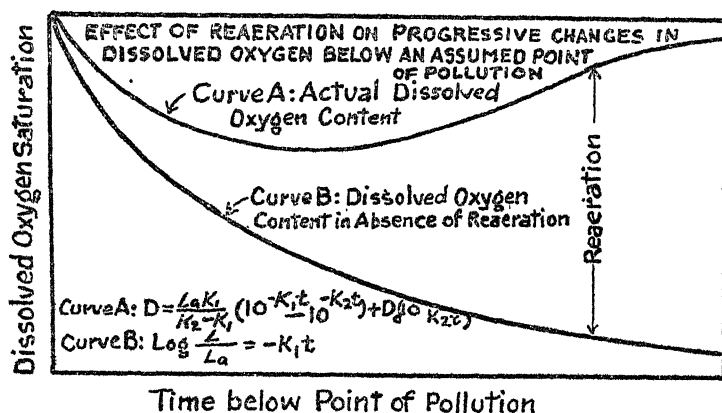 EFFECT OF REAERATION ON PROGRESSIVE CHANGES IN
DISSOLVED OXYGEN BELOW AN ASSUMED POINT
OF POLLUTION
Curve A: Actual Dissolved
Oxygen Content
Curve B: Dissolved Oxygen
Content in Absence of Reaeration
Reaeration
Curve A: D = LaK₁/K₂-K₁ (10^-K₁t - 10^-K₂t) + Da(10 K₂t)
Curve B: Log L/La = -K₁t
Dissolved Oxygen Saturation
Time below Point of Pollution